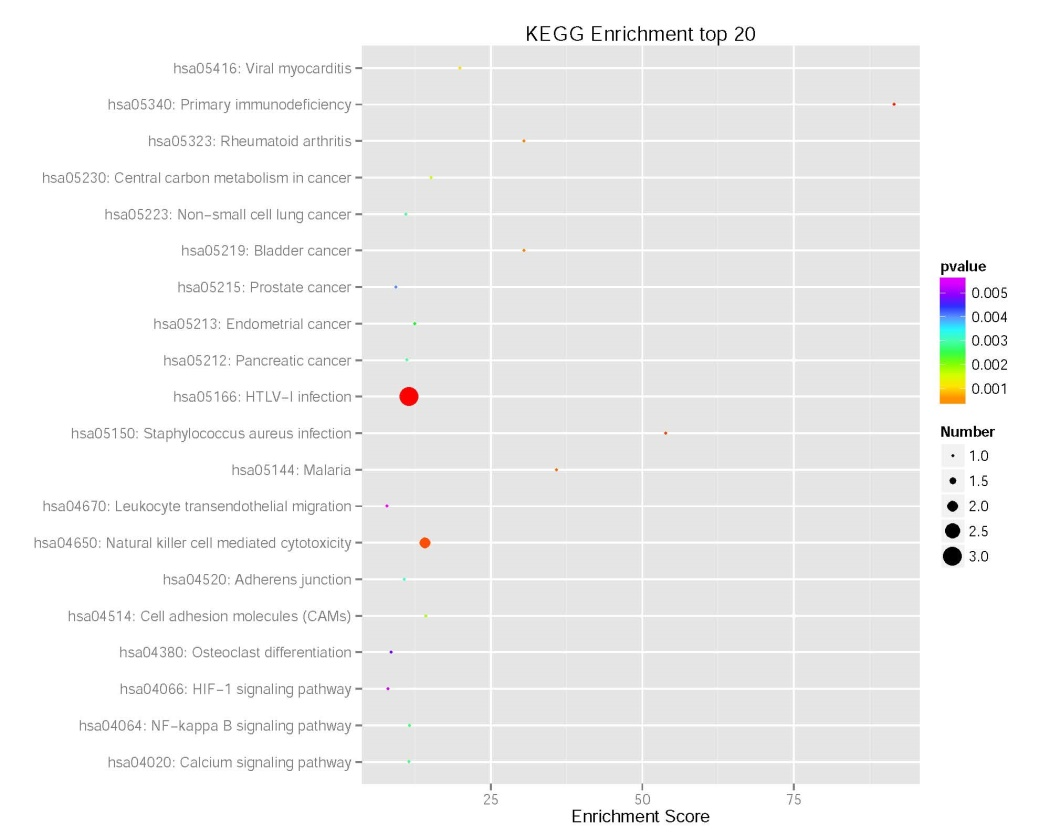 KEGG Enrichment top 20
hsa05416: Viral myocarditis
hsa05340: Primary immunodeficiency
hsa05323: Rheumatoid arthritis
hsa05230: Central carbon metabolism in cancer
hsa05223: Non−small cell lung cancer
hsa05219: Bladder cancer
hsa05215: Prostate cancer
hsa05213: Endometrial cancer
hsa05212: Pancreatic cancer
hsa05166: HTLV−I infection
hsa05150: Staphylococcus aureus infection
hsa05144: Malaria
hsa04670: Leukocyte transendothelial migration
hsa04650: Natural killer cell mediated cytotoxicity
hsa04520: Adherens junction
hsa04514: Cell adhesion molecules (CAMs)
hsa04380: Osteoclast differentiation
hsa04066: HIF−1 signaling pathway
hsa04064: NF−kappa B signaling pathway
hsa04020: Calcium signaling pathway
25 50 75
Enrichment Score
pvalue
0.005
0.004
0.003
0.002
0.001
Number
1.0
1.5
2.0
2.5
3.0